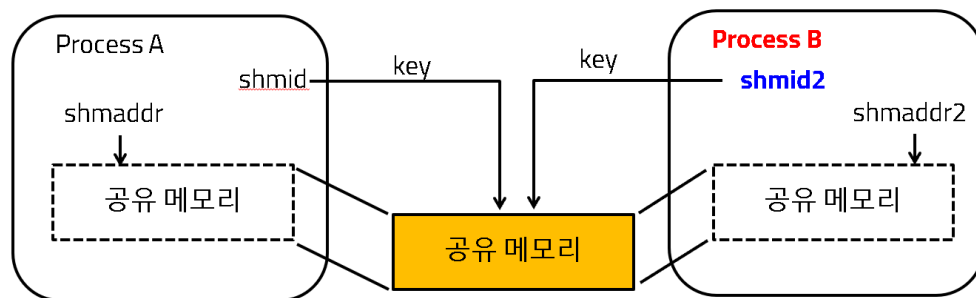 Process A
shmid
key
shmaddr
공유 메모리
공유 메모리
key
Process B
shmid2
shmaddr2
공유 메모리